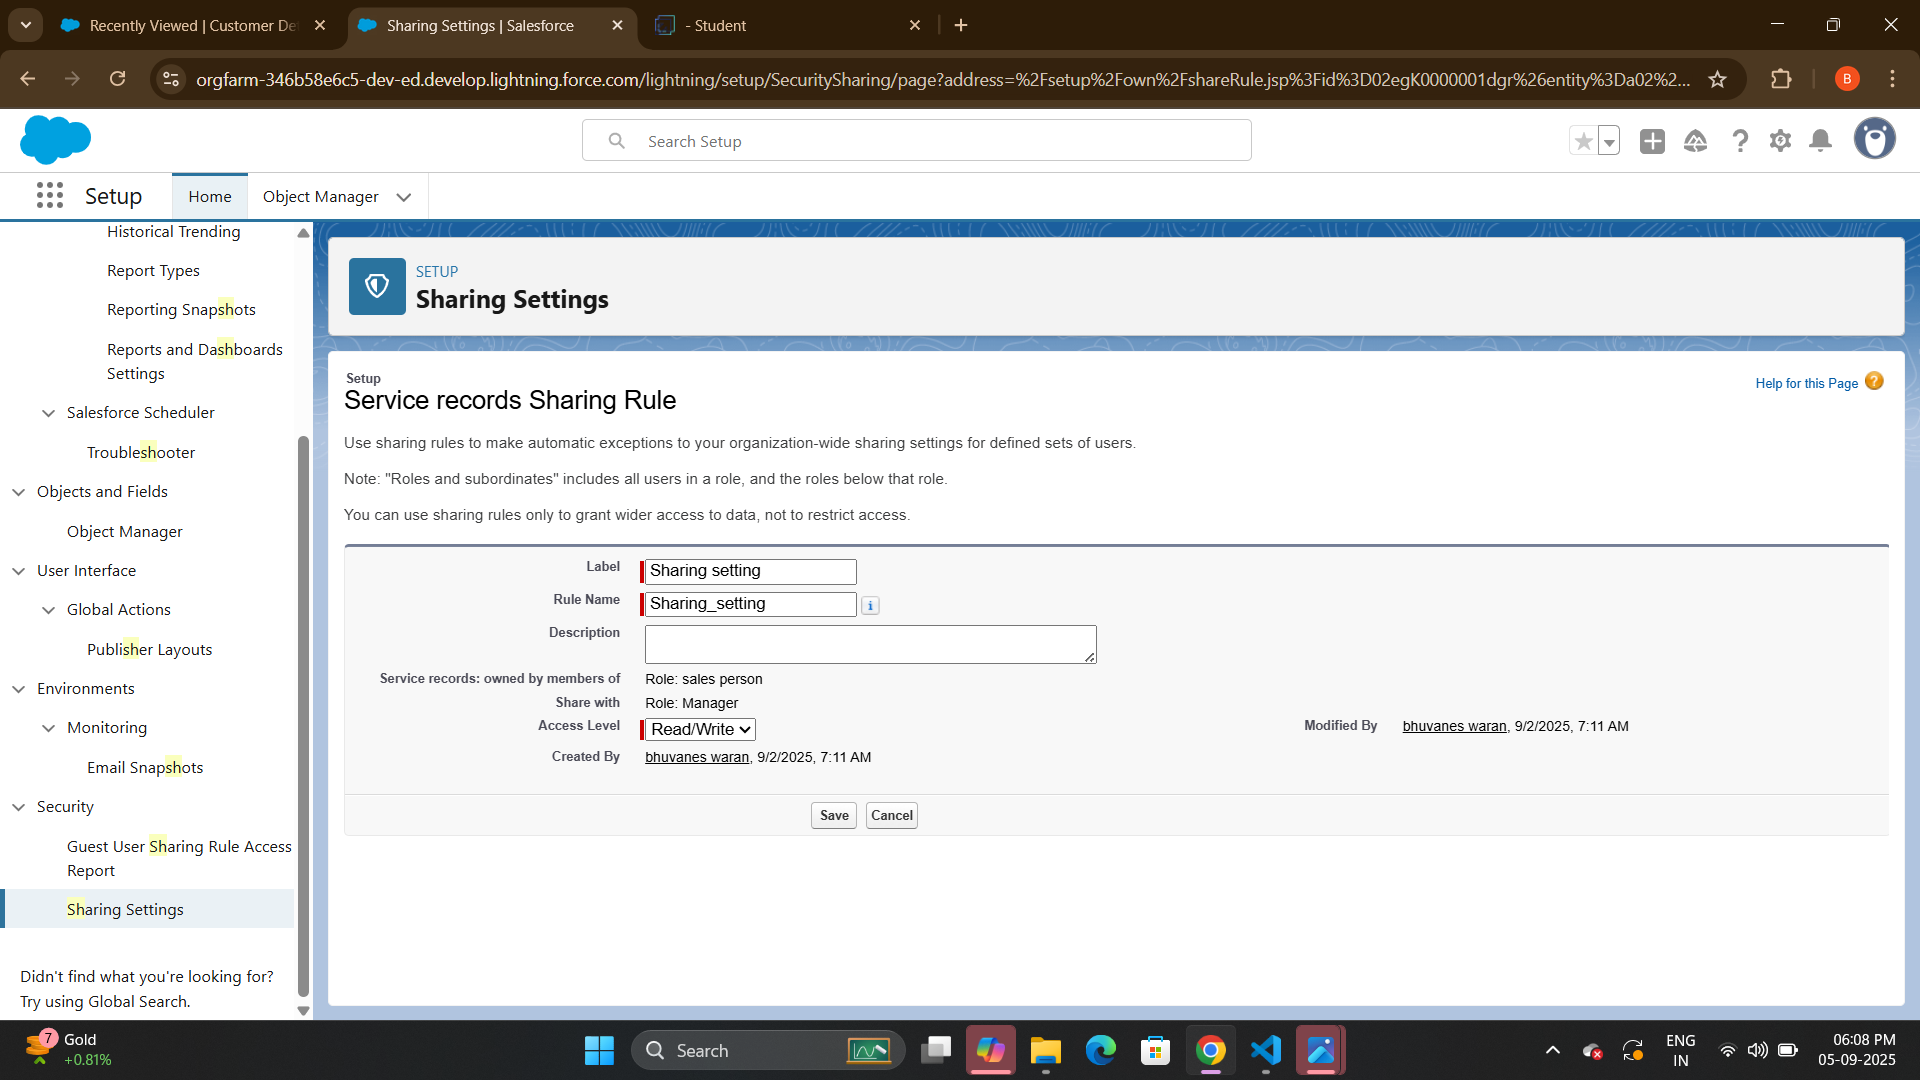 Recently Viewed | Customer De
Sharing Settings | Salesforce
- Student
orgfarm-346b58e6c5-dev-ed.develop.lightning.force.com/lightning/setup/SecuritySharing/page?address=%2Fsetup%2Fown%2FshareRule.jsp%3Fid%3D02egK0000001dgr%26entity%3Da02%2...
B
Search Setup
Setup
Home
Object Manager
Historical Trending
Report Types
Reporting Snapshots
Reports and Dashboards
Settings
Salesforce Scheduler
Troubleshooter
Objects and Fields
Object Manager
User Interface
Global Actions
Publisher Layouts
Environments
Monitoring
Email Snapshots
Security
Guest User Sharing Rule Access
Report
Sharing Settings
Didn't find what you're looking for?
Try using Global Search.
SETUP
Sharing Settings
Setup
Service records Sharing Rule
Help for this Page ?
Use sharing rules to make automatic exceptions to your organization-wide sharing settings for defined sets of users.
Note: "Roles and subordinates" includes all users in a role, and the roles below that role.
You can use sharing rules only to grant wider access to data, not to restrict access.
Label Sharing setting
Rule Name Sharing_setting i
Description
Service records: owned by members of Role: sales person
Share with Role: Manager
Access Level Read/Write
Modified By bhuvanes waran, 9/2/2025, 7:11 AM
Created By bhuvanes waran, 9/2/2025, 7:11 AM
Save Cancel
7
Gold
+0.81%
Search
ENG
IN
06:08 PM
05-09-2025